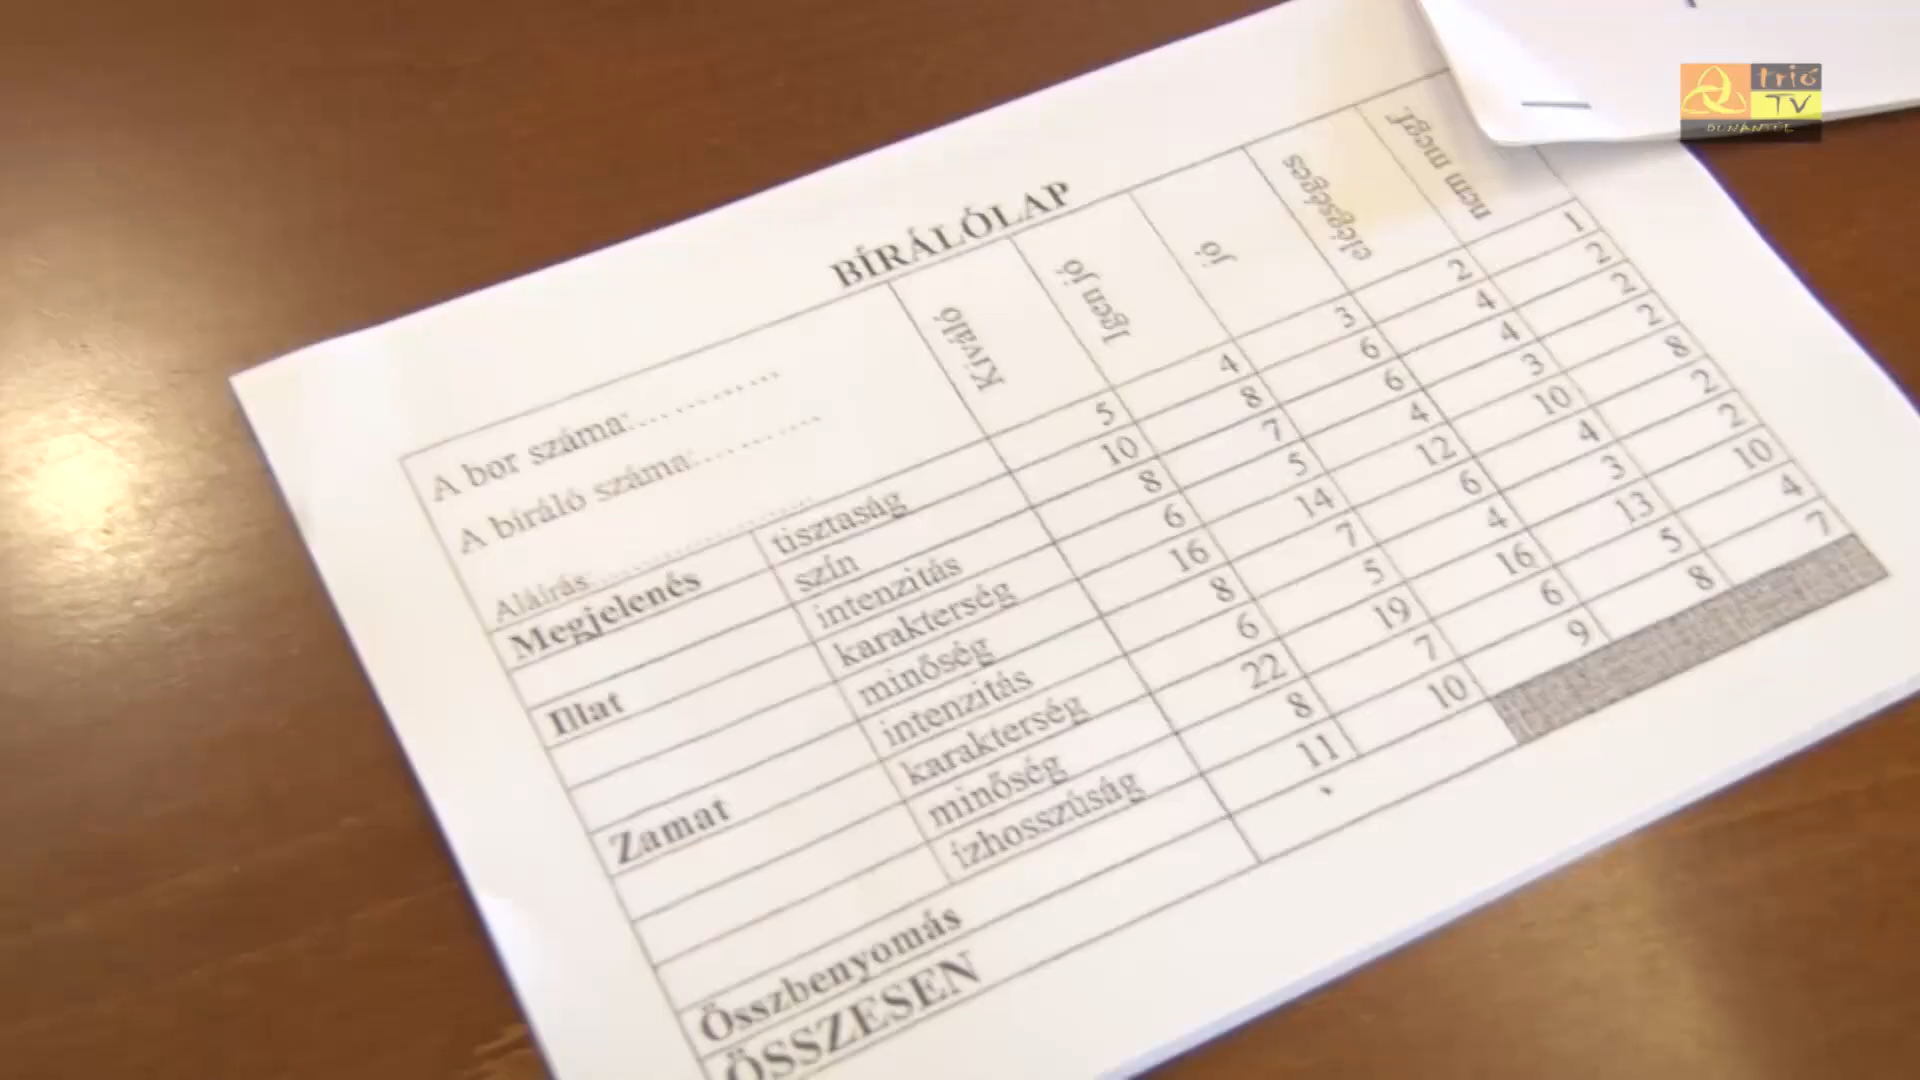 trió
TV
DUNÁNTÚL
BÍRÁLÓLAP
A bor száma:...............
A bíráló száma:.............
Aláírás:......................
Kiváló Igen jó jó elégséges nem megf.
Megjelenés tisztaság 5 4 3 2 1
szín 10 8 6 4 2
Illat intenzitás 8 7 6 4 2
karakterség 6 5 4 3 2
minőség 16 14 12 10 8
Zamat intenzitás 8 7 6 4 2
karakterség 6 5 4 3 2
minőség 22 19 16 13 10
ízhosszúság 8 7 6 5 4
Összbenyomás 11 10 9 8 7
ÖSSZESEN